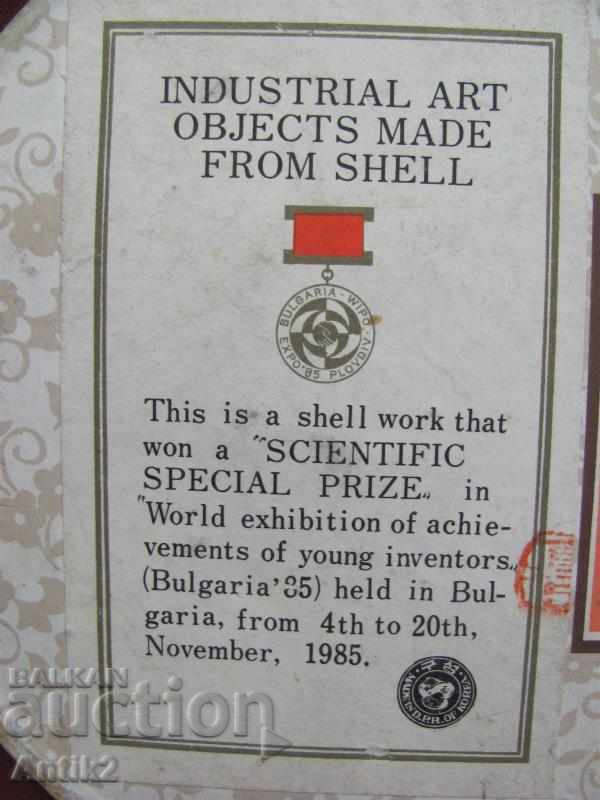 INDUSTRIAL ART
OBJECTS MADE
FROM SHELL
BULGARIA - WIPO
EXPO'85 PLOVDIV
This is a shell work that
won a "SCIENTIFIC
SPECIAL PRIZE„ in
"World exhibition of achie-
vements of young inventors„
(Bulgaria'85) held in Bul-
garia, from 4th to 20th,
November, 1985.
D.P.R. OF KOREA
BALKAN
auction
Antik2